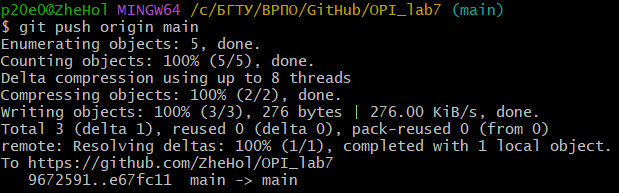 p20e0@ZheHol MINGW64 /c/БГТУ/ВРПО/GitHub/OPI_lab7 (main)
$ git push origin main
Enumerating objects: 5, done.
Counting objects: 100% (5/5), done.
Delta compression using up to 8 threads
Compressing objects: 100% (2/2), done.
Writing objects: 100% (3/3), 276 bytes | 276.00 KiB/s, done.
Total 3 (delta 1), reused 0 (delta 0), pack-reused 0 (from 0)
remote: Resolving deltas: 100% (1/1), completed with 1 local object.
To https://github.com/ZheHol/OPI_lab7
   9672591..e67fc11  main -> main